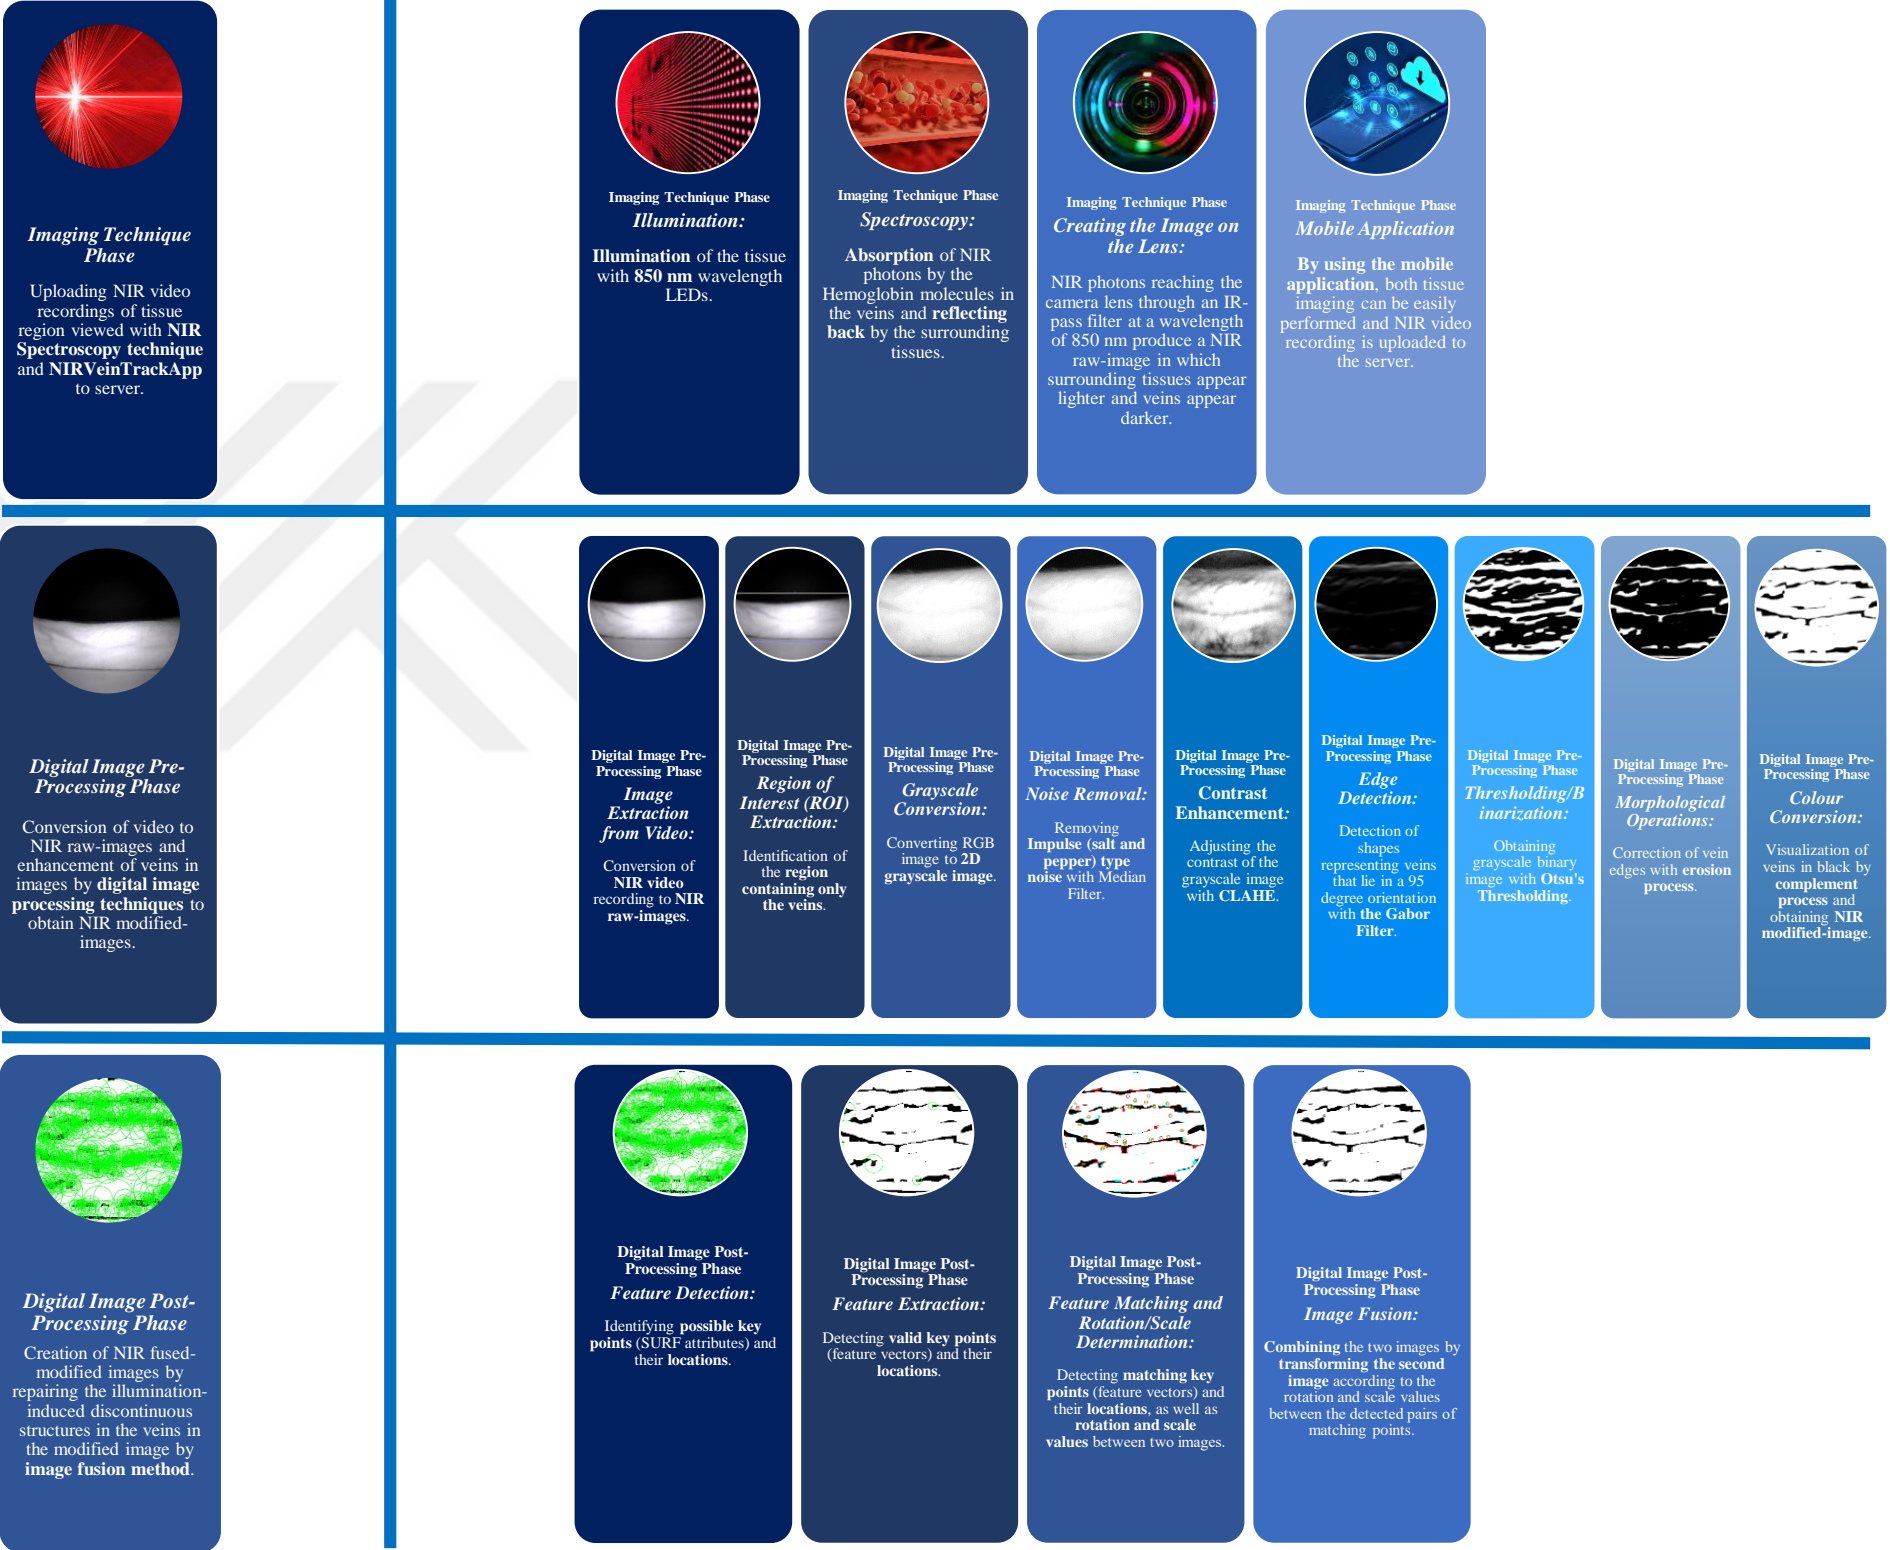 Imaging Technique
Phase
Uploading NIR video
recordings of tissue
region viewed with NIR
Spectroscopy technique
and NIRVeinTrackApp
to server.
Imaging Technique Phase
Illumination:
Illumination of the tissue
with 850 nm wavelength
LEDs.
Imaging Technique Phase
Spectroscopy:
Absorption of NIR
photons by the
Hemoglobin molecules in
the veins and reflecting
back by the surrounding
tissues.
Imaging Technique Phase
Creating the Image on
the Lens:
NIR photons reaching the
camera lens through an IR-
pass filter at a wavelength
of 850 nm produce a NIR
raw-image in which
surrounding tissues appear
lighter and veins appear
darker.
Imaging Technique Phase
Mobile Application
By using the mobile
application, both tissue
imaging can be easily
performed and NIR video
recording is uploaded to
the server.
Digital Image Pre-
Processing Phase
Conversion of video to
NIR raw-images and
enhancement of veins in
images by digital image
processing techniques to
obtain NIR modified-
images.
Digital Image Pre-
Processing Phase
Image
Extraction
from Video:
Conversion of
NIR video
recording to NIR
raw-images.
Digital Image Pre-
Processing Phase
Region of
Interest (ROI)
Extraction:
Identification of
the region
containing only
the veins.
Digital Image Pre-
Processing Phase
Grayscale
Conversion:
Converting RGB
image to 2D
grayscale image.
Digital Image Pre-
Processing Phase
Noise Removal:
Removing
Impulse (salt and
pepper) type
noise with Median
Filter.
Digital Image Pre-
Processing Phase
Contrast
Enhancement:
Adjusting the
contrast of the
grayscale image
with CLAHE.
Digital Image Pre-
Processing Phase
Edge
Detection:
Detection of
shapes
representing veins
that lie in a 95
degree orientation
with the Gabor
Filter.
Digital Image Pre-
Processing Phase
Thresholding/B
inarization:
Obtaining
grayscale binary
image with Otsu's
Thresholding.
Digital Image Pre-
Processing Phase
Morphological
Operations:
Correction of vein
edges with erosion
process.
Digital Image Pre-
Processing Phase
Colour
Conversion:
Visualization of
veins in black by
complement
process and
obtaining NIR
modified-image.
Digital Image Post-
Processing Phase
Creation of NIR fused-
modified images by
repairing the illumination-
induced discontinuous
structures in the veins in
the modified image by
image fusion method.
Digital Image Post-
Processing Phase
Feature Detection:
Identifying possible key
points (SURF attributes) and
their locations.
Digital Image Post-
Processing Phase
Feature Extraction:
Detecting valid key points
(feature vectors) and their
locations.
Digital Image Post-
Processing Phase
Feature Matching and
Rotation/Scale
Determination:
Detecting matching key
points (feature vectors) and
their locations, as well as
rotation and scale
values between two images.
Digital Image Post-
Processing Phase
Image Fusion:
Combining the two images by
transforming the second
image according to the
rotation and scale values
between the detected pairs of
matching points.